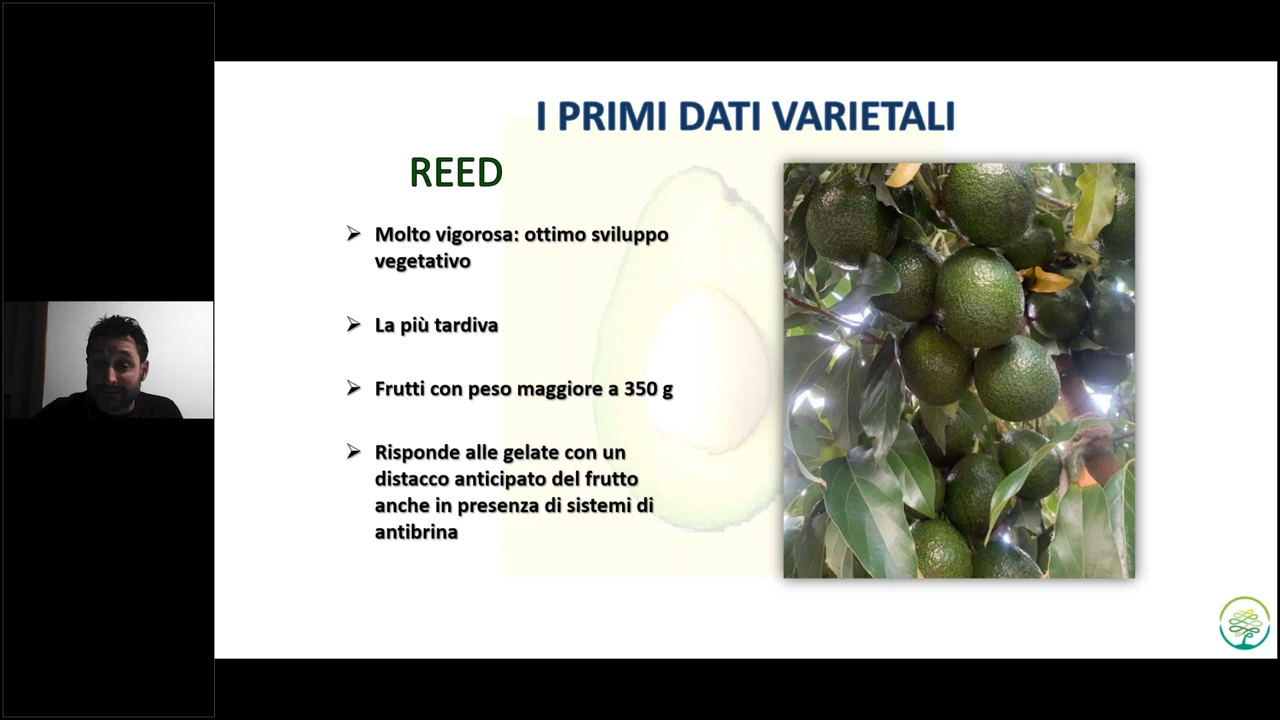 I PRIMI DATI VARIETALI
REED
Molto vigorosa: ottimo sviluppo
vegetativo
La più tardiva
Frutti con peso maggiore a 350 g
Risponde alle gelate con un
distacco anticipato del frutto
anche in presenza di sistemi di
antibrina